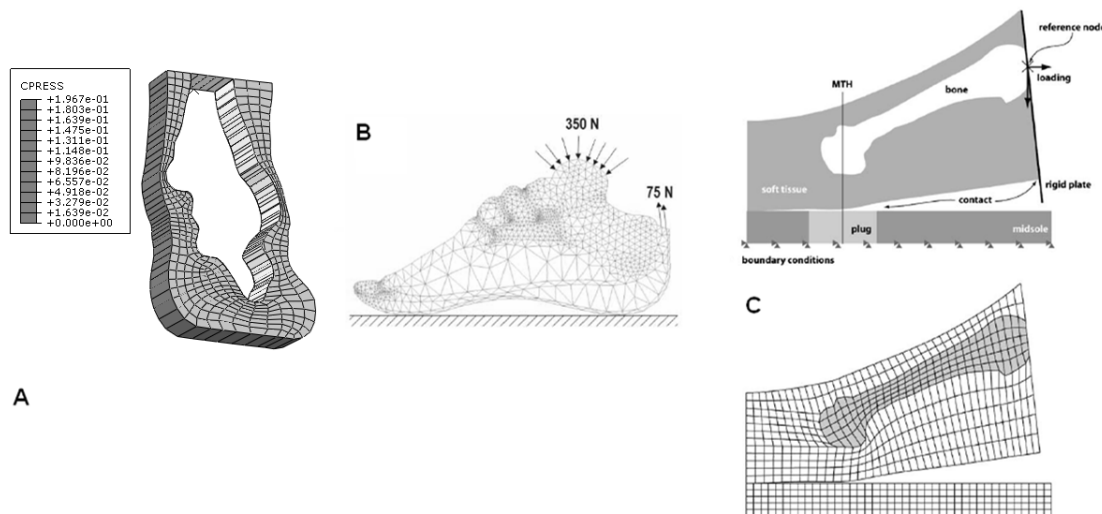 CPRESS
+1.967e-01
+1.803e-01
+1.639e-01
+1.475e-01
+1.311e-01
+1.148e-01
+9.836e-02
+8.196e-02
+6.557e-02
+4.918e-02
+3.279e-02
+1.639e-02
+0.000e+00
A
B
350 N
75 N
reference node
loading
MTH
bone
soft tissue
rigid plate
contact
plug
midsole
boundary conditions
C